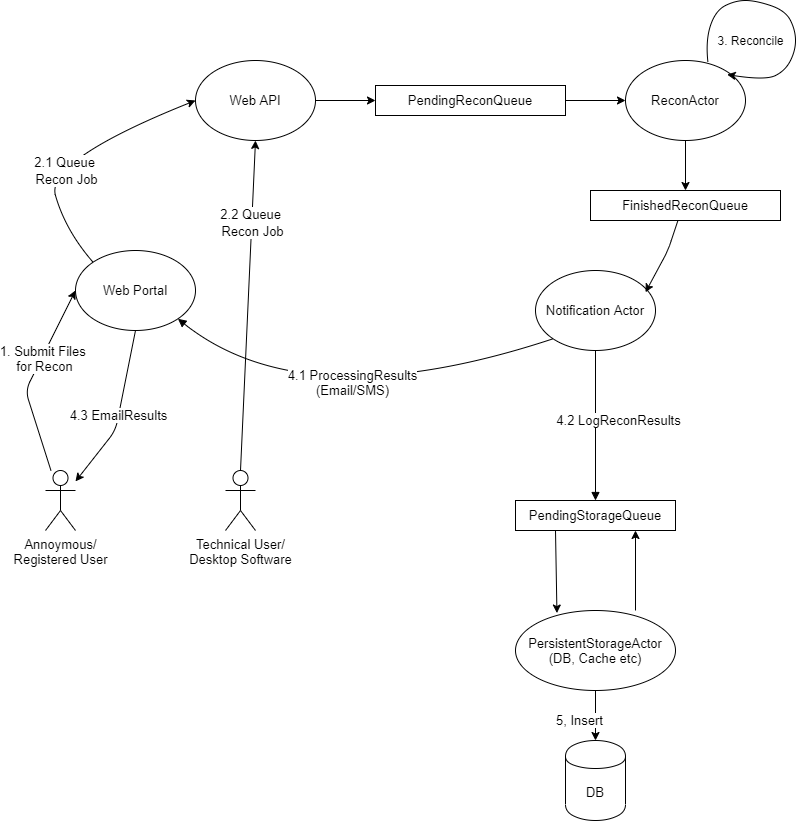 3. Reconcile
Web API
PendingReconQueue
ReconActor
2.1 Queue
Recon Job
2.2 Queue
Recon Job
FinishedReconQueue
Web Portal
Notification Actor
1. Submit Files
for Recon
4.1 ProcessingResults
(Email/SMS)
4.3 EmailResults
4.2 LogReconResults
PendingStorageQueue
Annoymous/
Registered User
Technical User/
Desktop Software
PersistentStorageActor
(DB, Cache etc)
5, Insert
DB